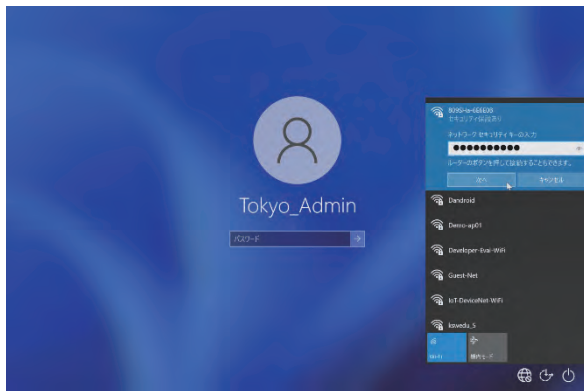 Tokyo_Admin
パスワード
セキュリティ保護あり
ネットワーク セキュリティ キーの入力
ルーターのボタンを押して接続することもできます。
次へ
キャンセル
Dandroid
Demo-ap01
Developer-Eval-WiFi
Guest-Net
IoT-DeviceNet-WiFi
kswedu_5
Wi-Fi
機内モード